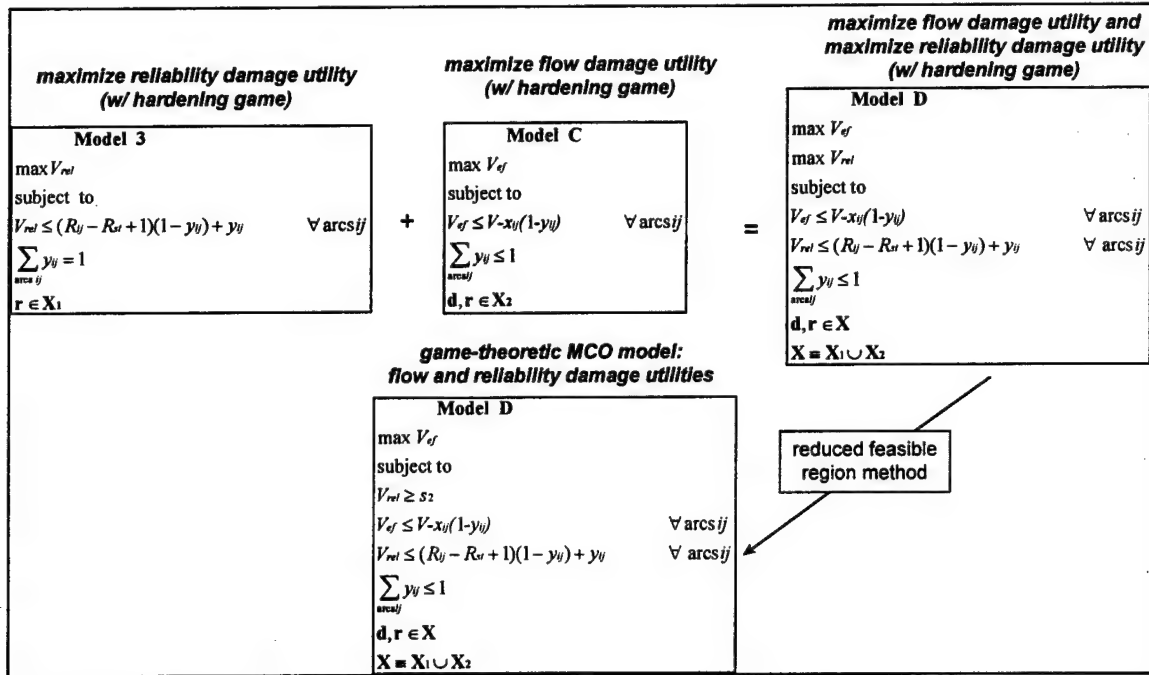 maximize reliability damage utility
(w/ hardening game)
Model 3
max V_rel
subject to
V_rel ≤ (R_ij − R_st + 1)(1 − y_ij) + y_ij ∀ arcs ij
∑ y_ij = 1
arcs ij
r ∈ X₁
+
maximize flow damage utility
(w/ hardening game)
Model C
max V_ef
subject to
V_ef ≤ V-x_ij(1-y_ij) ∀ arcs ij
∑ y_ij ≤ 1
arcs ij
d, r ∈ X₂
=
maximize flow damage utility and
maximize reliability damage utility
(w/ hardening game)
Model D
max V_ef
max V_rel
subject to
V_ef ≤ V-x_ij(1-y_ij) ∀ arcs ij
V_rel ≤ (R_ij − R_st + 1)(1 − y_ij) + y_ij ∀ arcs ij
∑ y_ij ≤ 1
arcs ij
d, r ∈ X
X ≡ X₁ ∪ X₂
game-theoretic MCO model:
flow and reliability damage utilities
Model D
max V_ef
subject to
V_rel ≥ s₂
V_ef ≤ V-x_ij(1-y_ij) ∀ arcs ij
V_rel ≤ (R_ij − R_st + 1)(1 − y_ij) + y_ij ∀ arcs ij
∑ y_ij ≤ 1
arcs ij
d, r ∈ X
X ≡ X₁ ∪ X₂
reduced feasible
region method